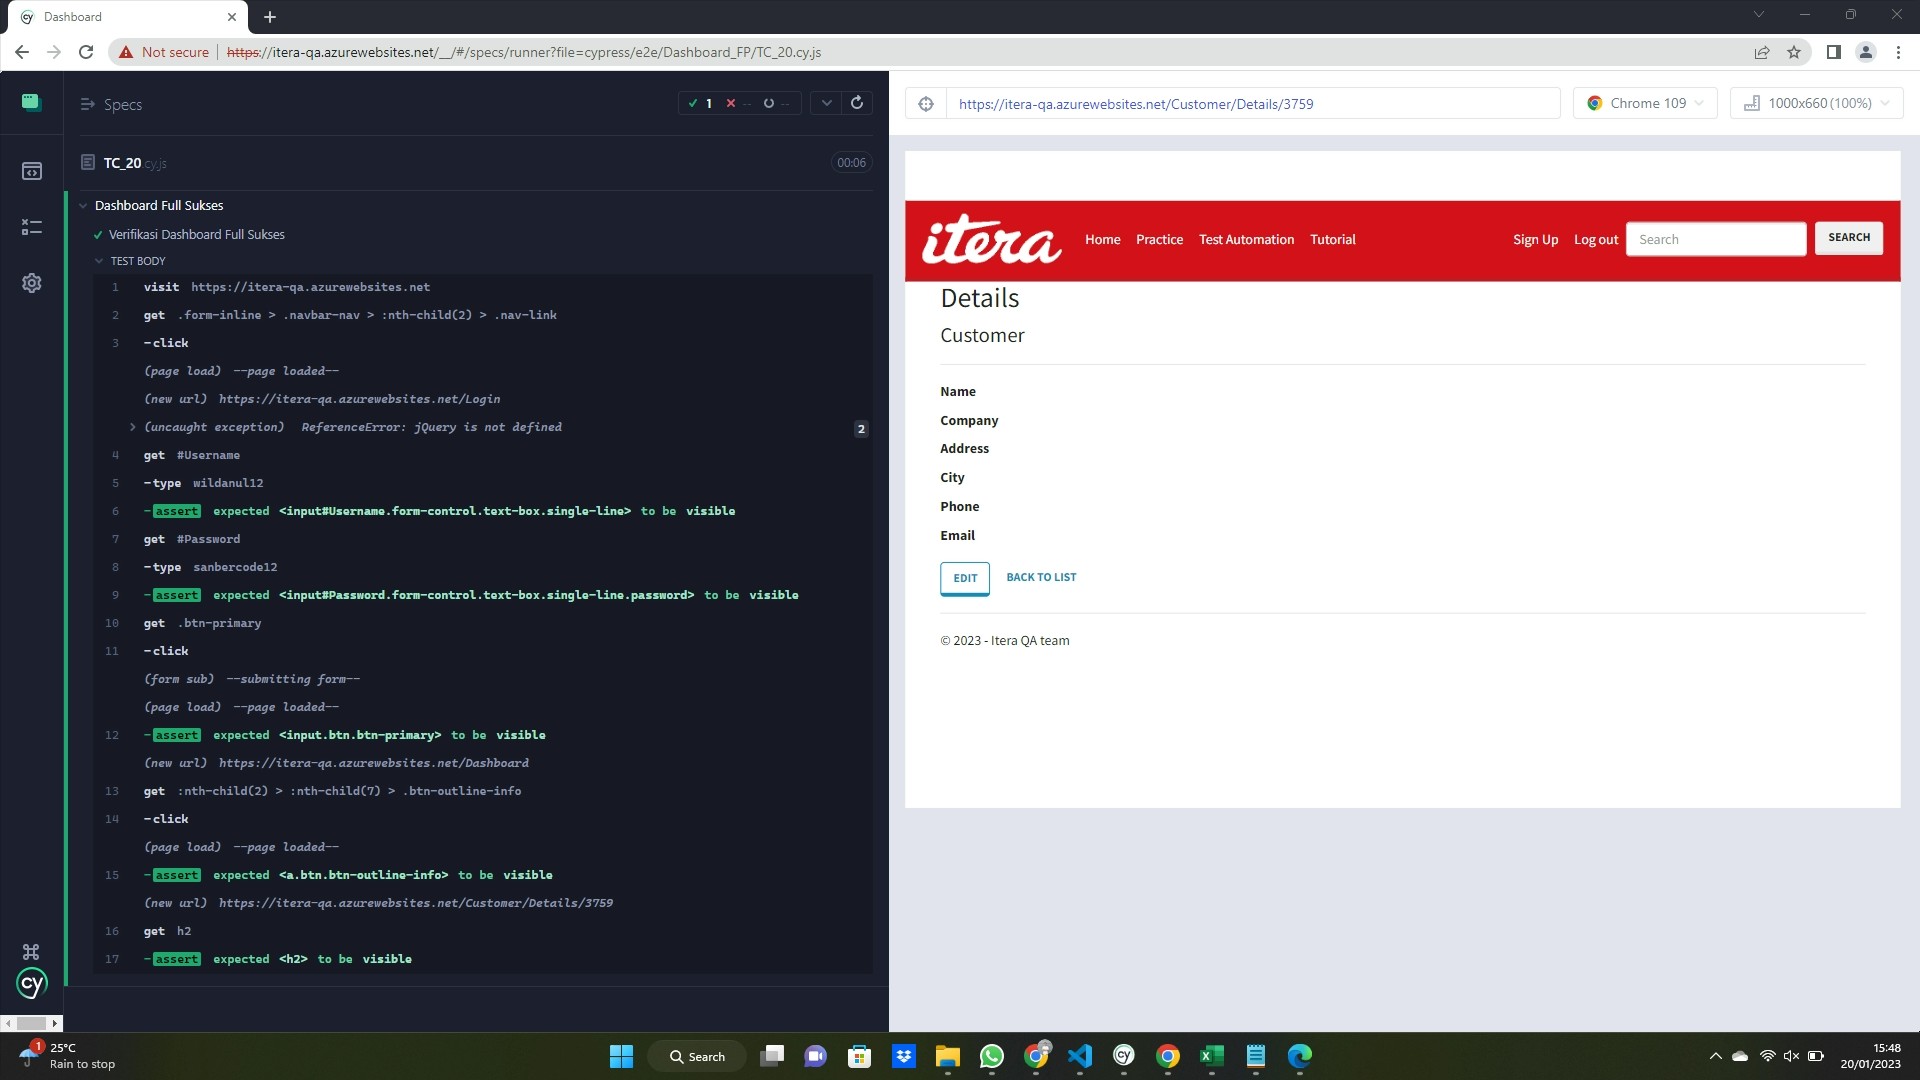 Dashboard
Not secure https://itera-qa.azurewebsites.net/__/#/specs/runner?file=cypress/e2e/Dashboard_FP/TC_20.cy.js
Specs
1 -- --
TC_20 cy.js 00:06
Dashboard Full Sukses
Verifikasi Dashboard Full Sukses
TEST BODY
1 visit https://itera-qa.azurewebsites.net
2 get .form-inline > .navbar-nav > :nth-child(2) > .nav-link
3 -click
(page load) --page loaded--
(new url) https://itera-qa.azurewebsites.net/Login
(uncaught exception) ReferenceError: jQuery is not defined 2
4 get #Username
5 -type wildanul12
6 -assert expected <input#Username.form-control.text-box.single-line> to be visible
7 get #Password
8 -type sanbercode12
9 -assert expected <input#Password.form-control.text-box.single-line.password> to be visible
10 get .btn-primary
11 -click
(form sub) --submitting form--
(page load) --page loaded--
12 -assert expected <input.btn.btn-primary> to be visible
(new url) https://itera-qa.azurewebsites.net/Dashboard
13 get :nth-child(2) > :nth-child(7) > .btn-outline-info
14 -click
(page load) --page loaded--
15 -assert expected <a.btn.btn-outline-info> to be visible
(new url) https://itera-qa.azurewebsites.net/Customer/Details/3759
16 get h2
17 -assert expected <h2> to be visible
cy
https://itera-qa.azurewebsites.net/Customer/Details/3759
Chrome 109
1000x660 (100%)
itera
Home Practice Test Automation Tutorial Sign Up Log out Search SEARCH
Details
Customer
Name
Company
Address
City
Phone
Email
EDIT BACK TO LIST
© 2023 - Itera QA team
1
25°C
Rain to stop
Search
15:48
20/01/2023